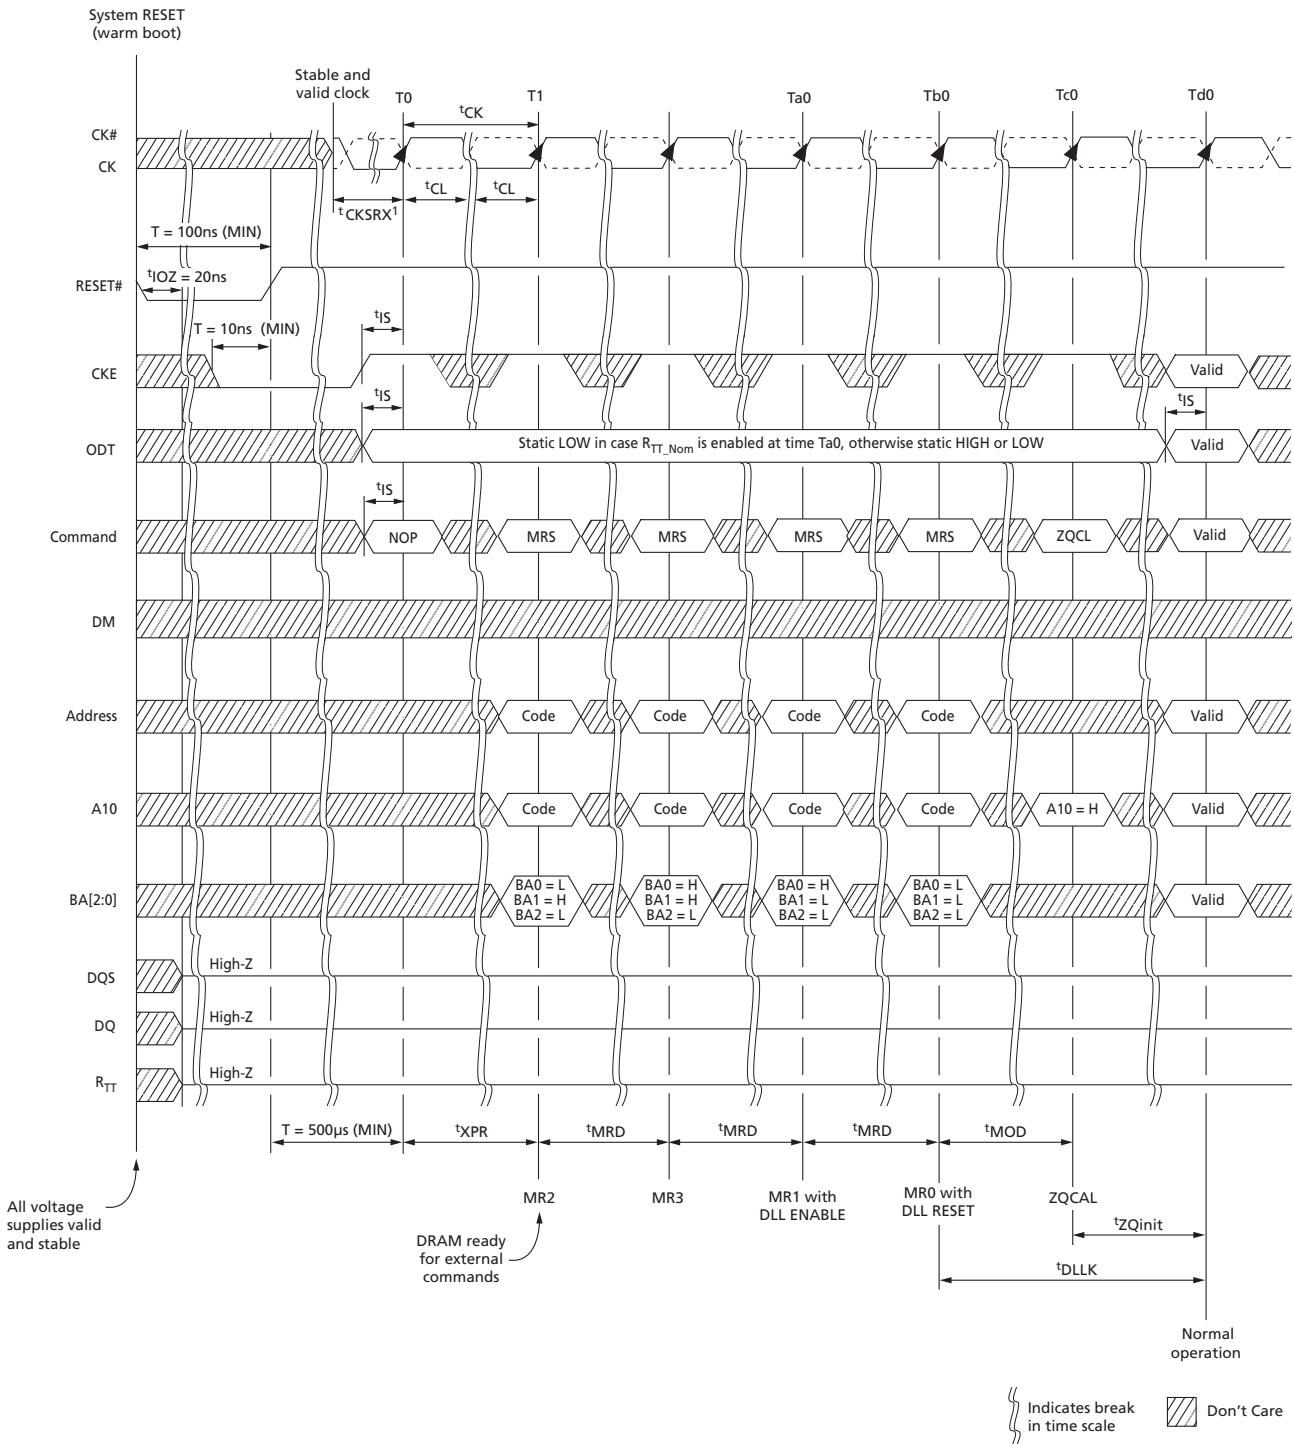 System RESET
(warm boot)
Stable and
valid clock
T0
T1
Ta0
Tb0
Tc0
Td0
tCK
CK#
CK
tCL
tCL
tCKSRX1
T = 100ns (MIN)
tIOZ = 20ns
RESET#
T = 10ns (MIN)
tIS
CKE
Valid
tIS
tIS
ODT
Static LOW in case RTT_Nom is enabled at time Ta0, otherwise static HIGH or LOW
Valid
tIS
Command
NOP
MRS
MRS
MRS
MRS
ZQCL
Valid
DM
Address
Code
Code
Code
Code
Valid
A10
Code
Code
Code
Code
A10 = H
Valid
BA[2:0]
BA0 = L
BA1 = H
BA2 = L
BA0 = H
BA1 = H
BA2 = L
BA0 = H
BA1 = L
BA2 = L
BA0 = L
BA1 = L
BA2 = L
Valid
DQS
High-Z
DQ
High-Z
RTT
High-Z
T = 500μs (MIN)
tXPR
tMRD
tMRD
tMRD
tMOD
All voltage
supplies valid
and stable
MR2
MR3
MR1 with
DLL ENABLE
MR0 with
DLL RESET
ZQCAL
tZQinit
DRAM ready
for external
commands
tDLLK
Normal
operation
Indicates break
in time scale
Don't Care